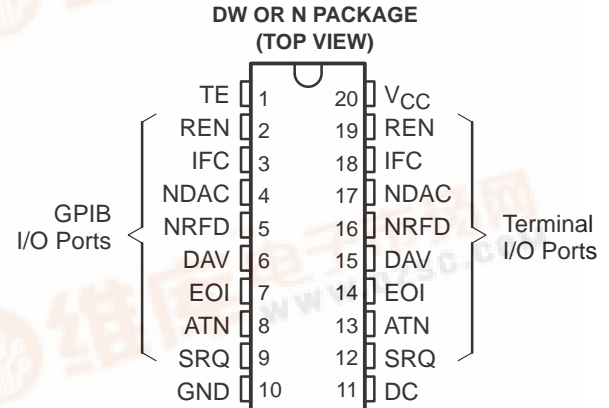 DW OR N PACKAGE
(TOP VIEW)
TE 1 20 VCC
REN 2 19 REN
IFC 3 18 IFC
NDAC 4 17 NDAC
GPIB
I/O Ports
NRFD 5 16 NRFD
Terminal
I/O Ports
DAV 6 15 DAV
EOI 7 14 EOI
ATN 8 13 ATN
SRQ 9 12 SRQ
GND 10 11 DC